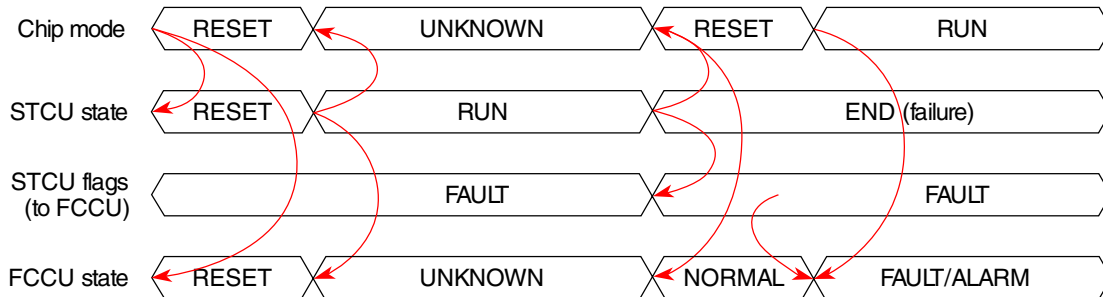 Chip mode RESET UNKNOWN RESET RUN
STCU state RESET RUN END (failure)
STCU flags
(to FCCU) FAULT FAULT
FCCU state RESET UNKNOWN NORMAL FAULT/ALARM